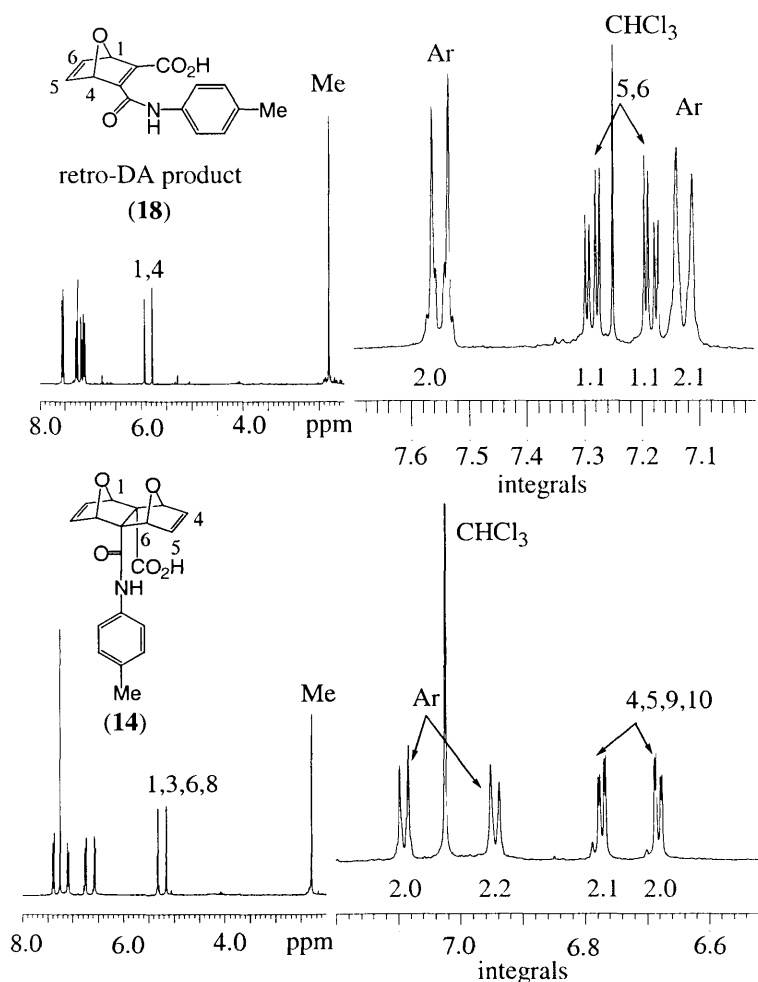 O
1
6
CO₂H
5
4
O
N
H
Me
retro-DA product
(18)
1,4
Me
8.0 6.0 4.0 ppm
Ar
CHCl₃
5,6
Ar
2.0 1.1 1.1 2.1
7.6 7.5 7.4 7.3 7.2 7.1
integrals
O
1
O
4
5
6
O
CO₂H
NH
Me
(14)
1,3,6,8
Me
8.0 6.0 4.0 ppm
CHCl₃
Ar
4,5,9,10
2.0 2.2 2.1 2.0
7.0 6.8 6.6
integrals